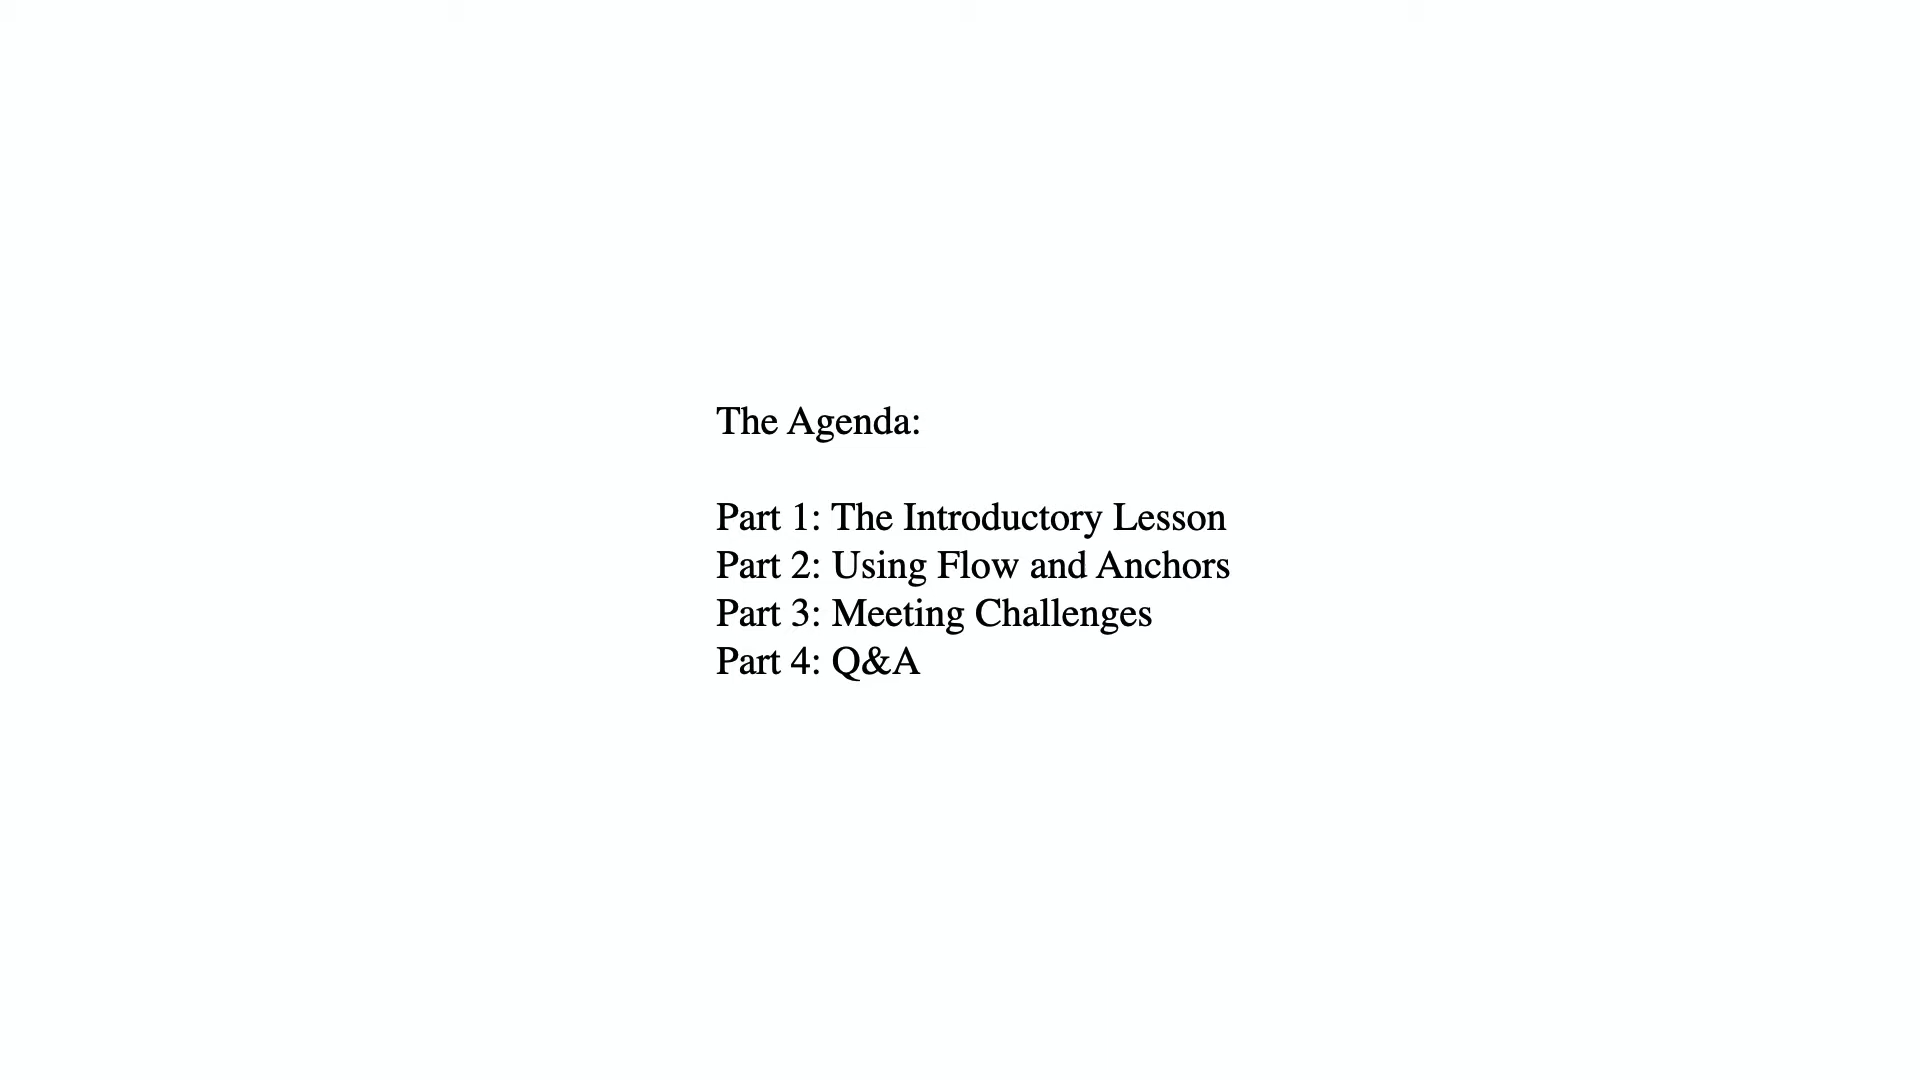 The Agenda:
Part 1: The Introductory Lesson
Part 2: Using Flow and Anchors
Part 3: Meeting Challenges
Part 4: Q&A